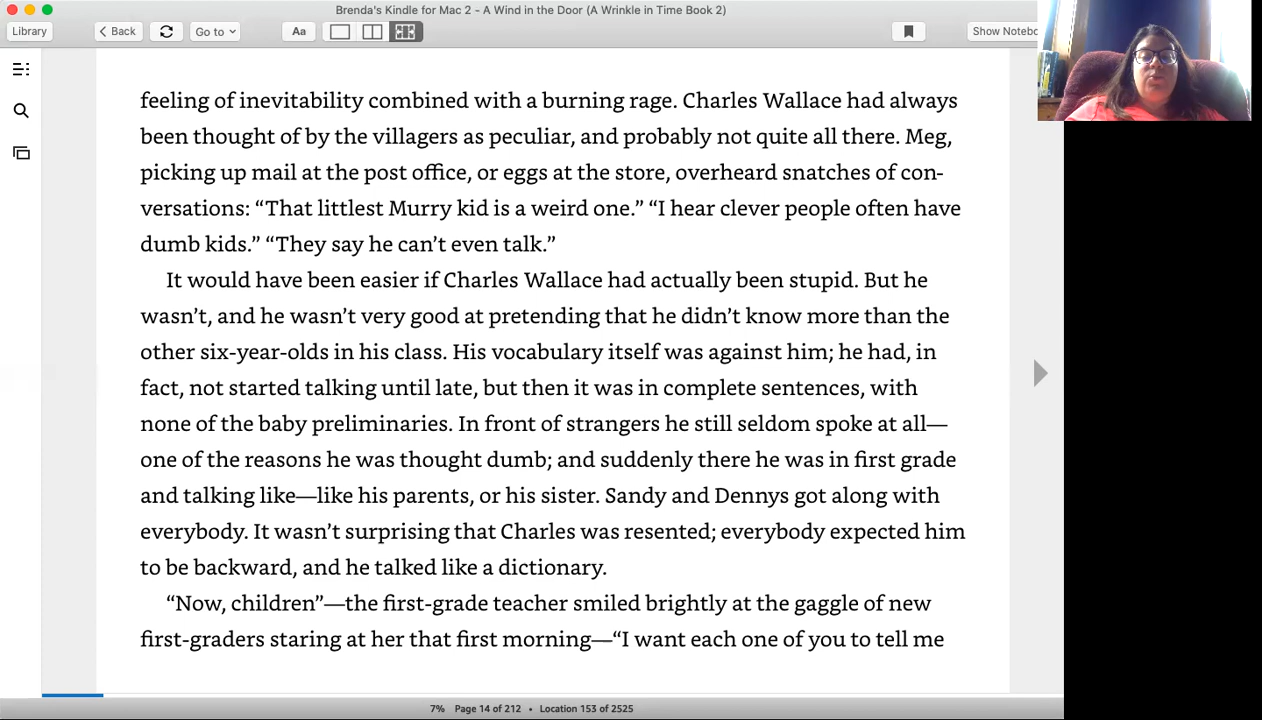 Brenda's Kindle for Mac 2 - A Wind in the Door (A Wrinkle in Time Book 2)
Library
Back
Go to
Aa
Show Notebo
feeling of inevitability combined with a burning rage. Charles Wallace had always
been thought of by the villagers as peculiar, and probably not quite all there. Meg,
picking up mail at the post office, or eggs at the store, overheard snatches of con-
versations: “That littlest Murry kid is a weird one.” “I hear clever people often have
dumb kids.” “They say he can’t even talk.”
It would have been easier if Charles Wallace had actually been stupid. But he
wasn’t, and he wasn’t very good at pretending that he didn’t know more than the
other six-year-olds in his class. His vocabulary itself was against him; he had, in
fact, not started talking until late, but then it was in complete sentences, with
none of the baby preliminaries. In front of strangers he still seldom spoke at all—
one of the reasons he was thought dumb; and suddenly there he was in first grade
and talking like—like his parents, or his sister. Sandy and Dennys got along with
everybody. It wasn’t surprising that Charles was resented; everybody expected him
to be backward, and he talked like a dictionary.
“Now, children”—the first-grade teacher smiled brightly at the gaggle of new
first-graders staring at her that first morning—“I want each one of you to tell me
7% Page 14 of 212 • Location 153 of 2525